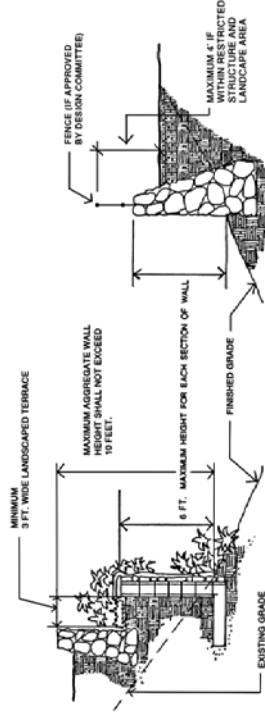 MINIMUM
3 FT. WIDE LANDSCAPED TERRACE
MAXIMUM AGGREGATE WALL
HEIGHT SHALL NOT EXCEED
10 FEET.
6 FT. MAXIMUM HEIGHT FOR EACH SECTION OF WALL
EXISTING GRADE
FINISHED GRADE
FENCE (IF APPROVED
BY DESIGN COMMITTEE)
MAXIMUM 4' IF
WITHIN RESTRICTED
STRUCTURE AND
LANDCAPE AREA